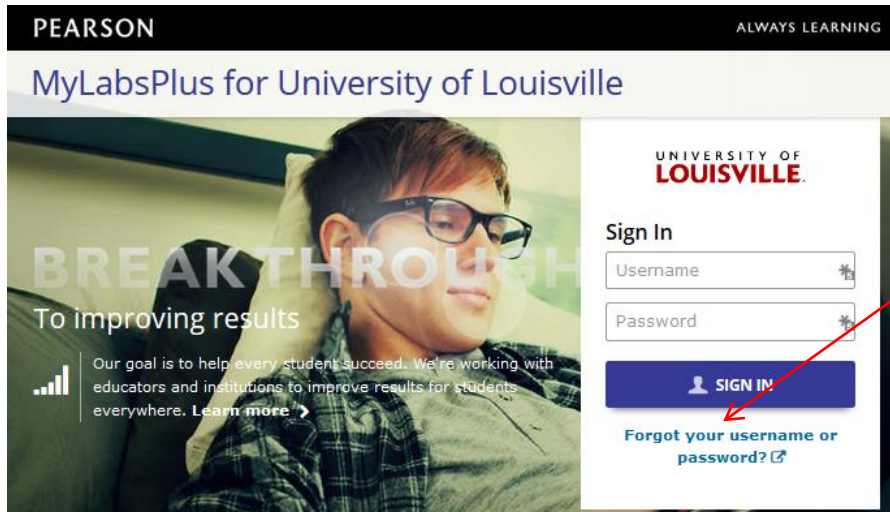 PEARSON
ALWAYS LEARNING
MyLabsPlus for University of Louisville
BREAKTHROUGH
To improving results
Our goal is to help every student succeed. We're working with
educators and institutions to improve results for students
everywhere. Learn more
UNIVERSITY OF
LOUISVILLE.
Sign In
Username
Password
SIGN IN
Forgot your username or
password?